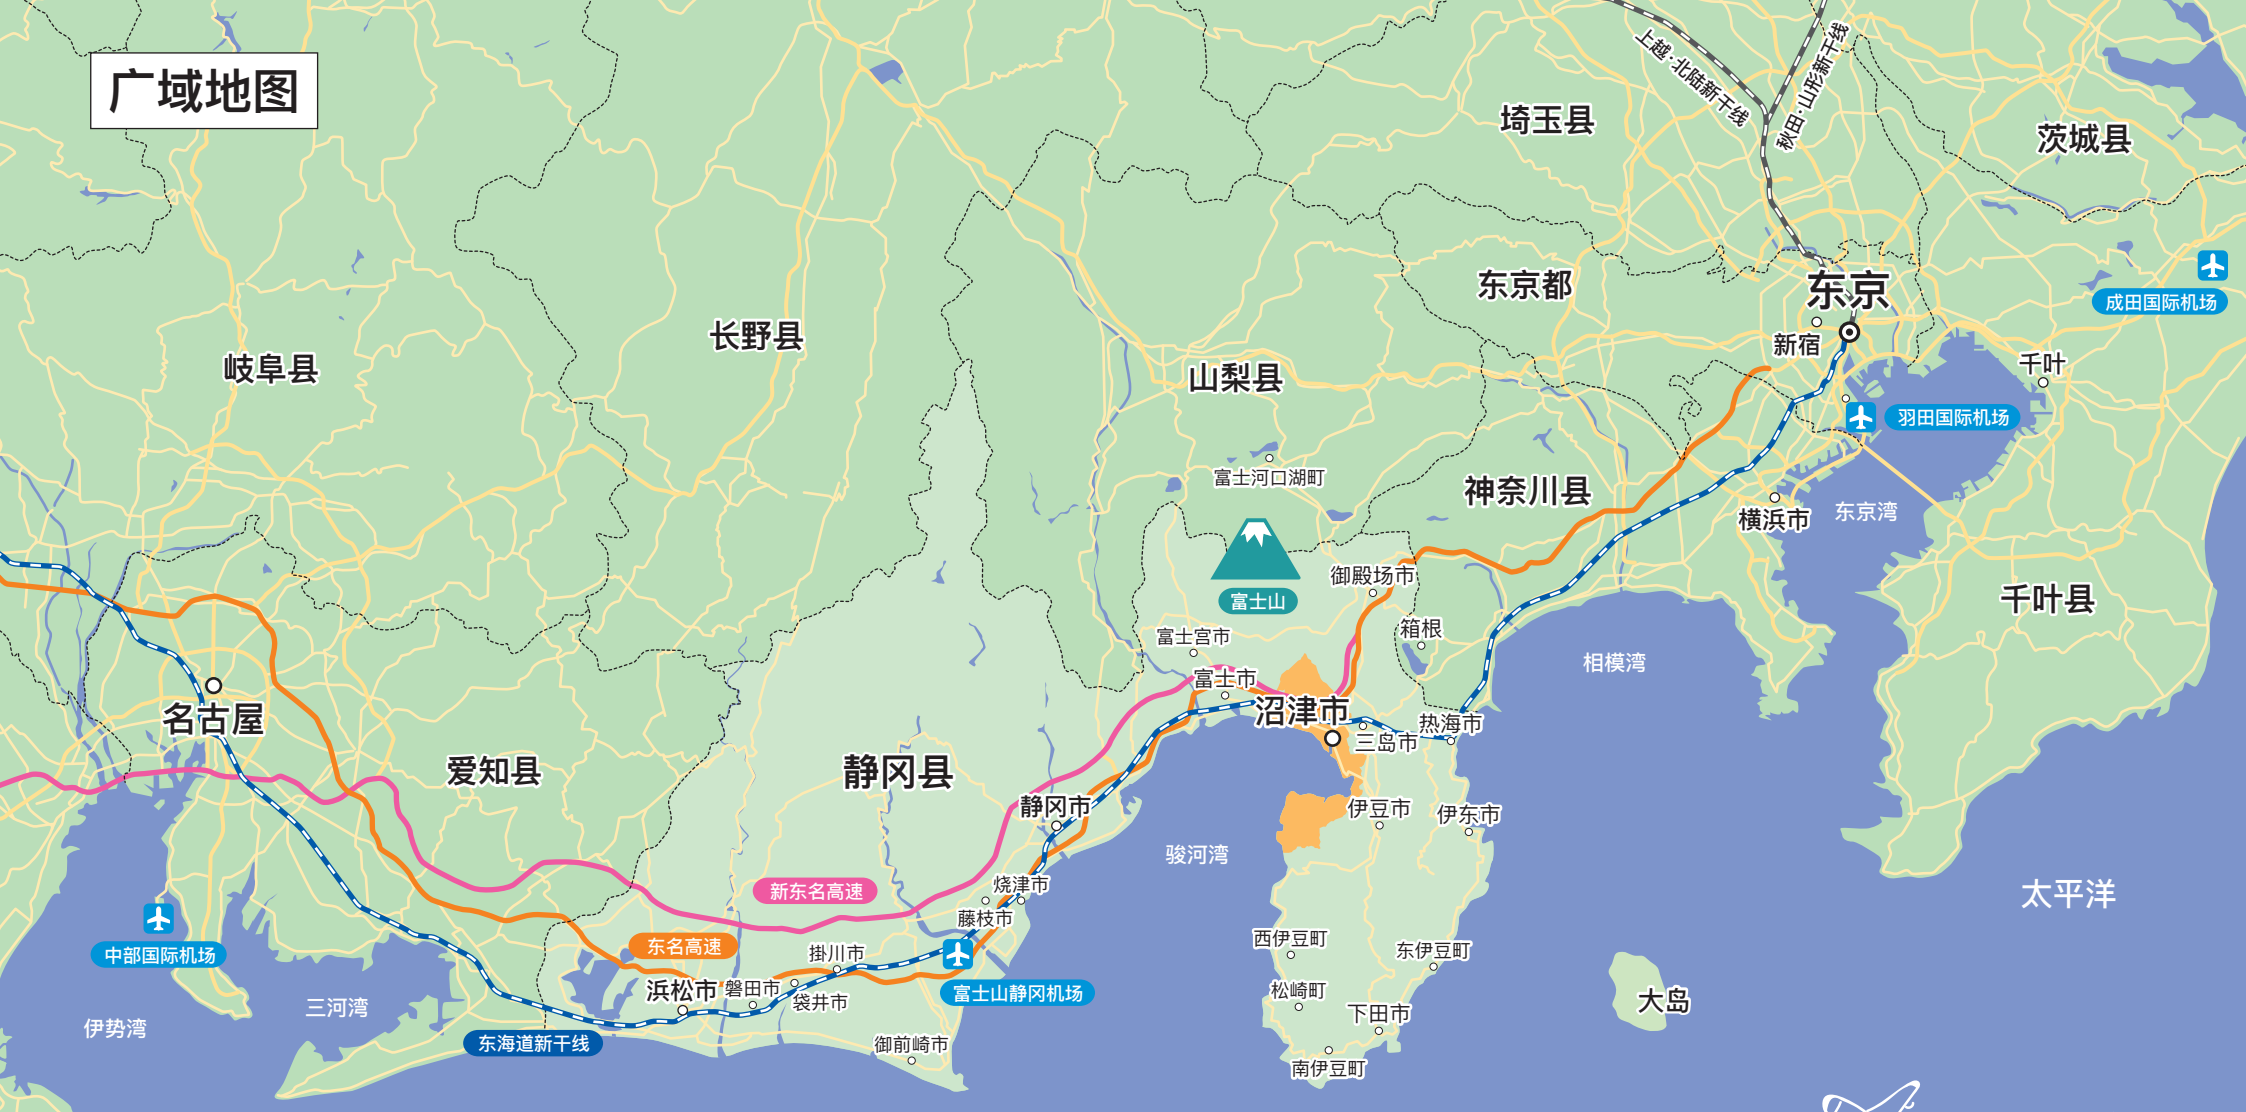 广域地图
上越·北陆新干线
秋田·山形新干线
埼玉县
茨城县
东京都
东京
成田国际机场
新宿
千叶
长野县
岐阜县
山梨县
羽田国际机场
富士河口湖町
神奈川县
横滨市
东京湾
富士山
御殿场市
千叶县
箱根
富士宫市
相模湾
富士市
沼津市
热海市
三岛市
名古屋
爱知县
静冈县
静冈市
伊豆市
伊东市
骏河湾
新东名高速
烧津市
藤枝市
太平洋
中部国际机场
东名高速
掛川市
西伊豆町
东伊豆町
浜松市
磐田市
袋井市
富士山静冈机场
松崎町
大岛
三河湾
下田市
伊势湾
东海道新干线
御前崎市
南伊豆町